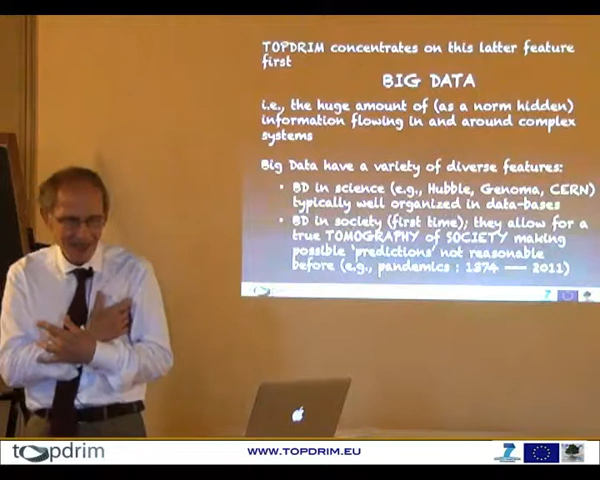 TOPDRIM concentrates on this latter feature
first
BIG DATA
i.e., the huge amount of (as a norm hidden)
information flowing in and around complex
systems
Big Data have a variety of diverse features:
• BD in science (e.g., Hubble, Genoma, CERN)
typically well organized in data-bases
• BD in society (first time); they allow for a
true TOMOGRAPHY of SOCIETY making
possible 'predictions' not reasonable
before (e.g., pandemics : 1374 —— 2011)
topdrim
WWW.TOPDRIM.EU
7